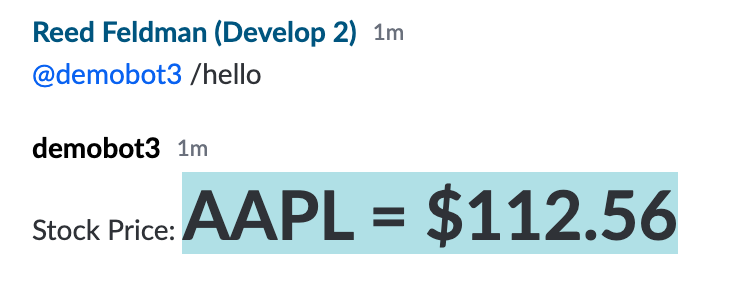 Reed Feldman (Develop 2) 1m
@demobot3 /hello
demobot3 1m
Stock Price: AAPL = $112.56